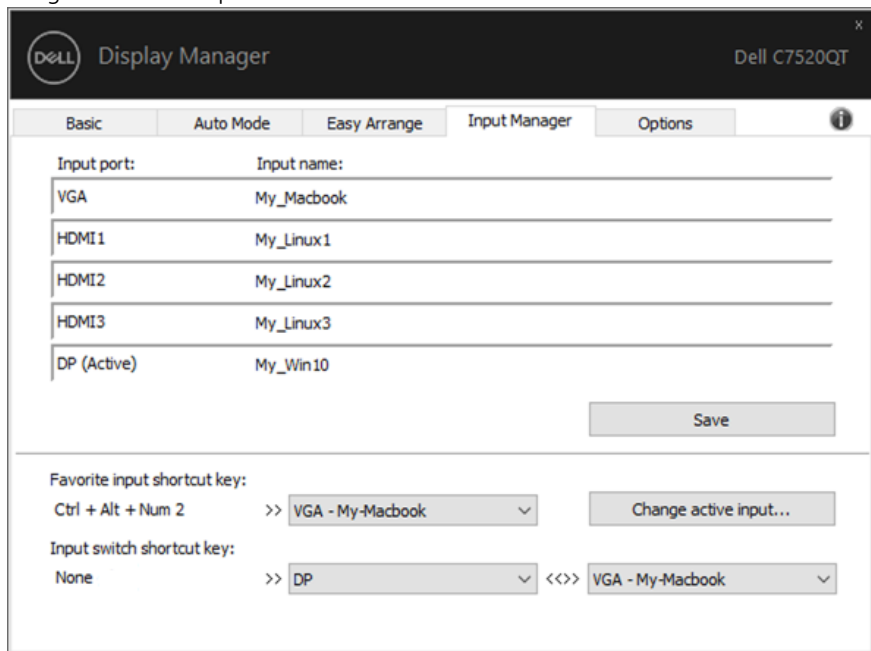 x
DELL Display Manager Dell C7520QT
Basic Auto Mode Easy Arrange Input Manager Options
Input port: Input name:
VGA My_Macbook
HDMI1 My_Linux1
HDMI2 My_Linux2
HDMI3 My_Linux3
DP (Active) My_Win10
Save
Favorite input shortcut key:
Ctrl + Alt + Num 2 >> VGA - My-Macbook Change active input...
Input switch shortcut key:
None >> DP <<>> VGA - My-Macbook